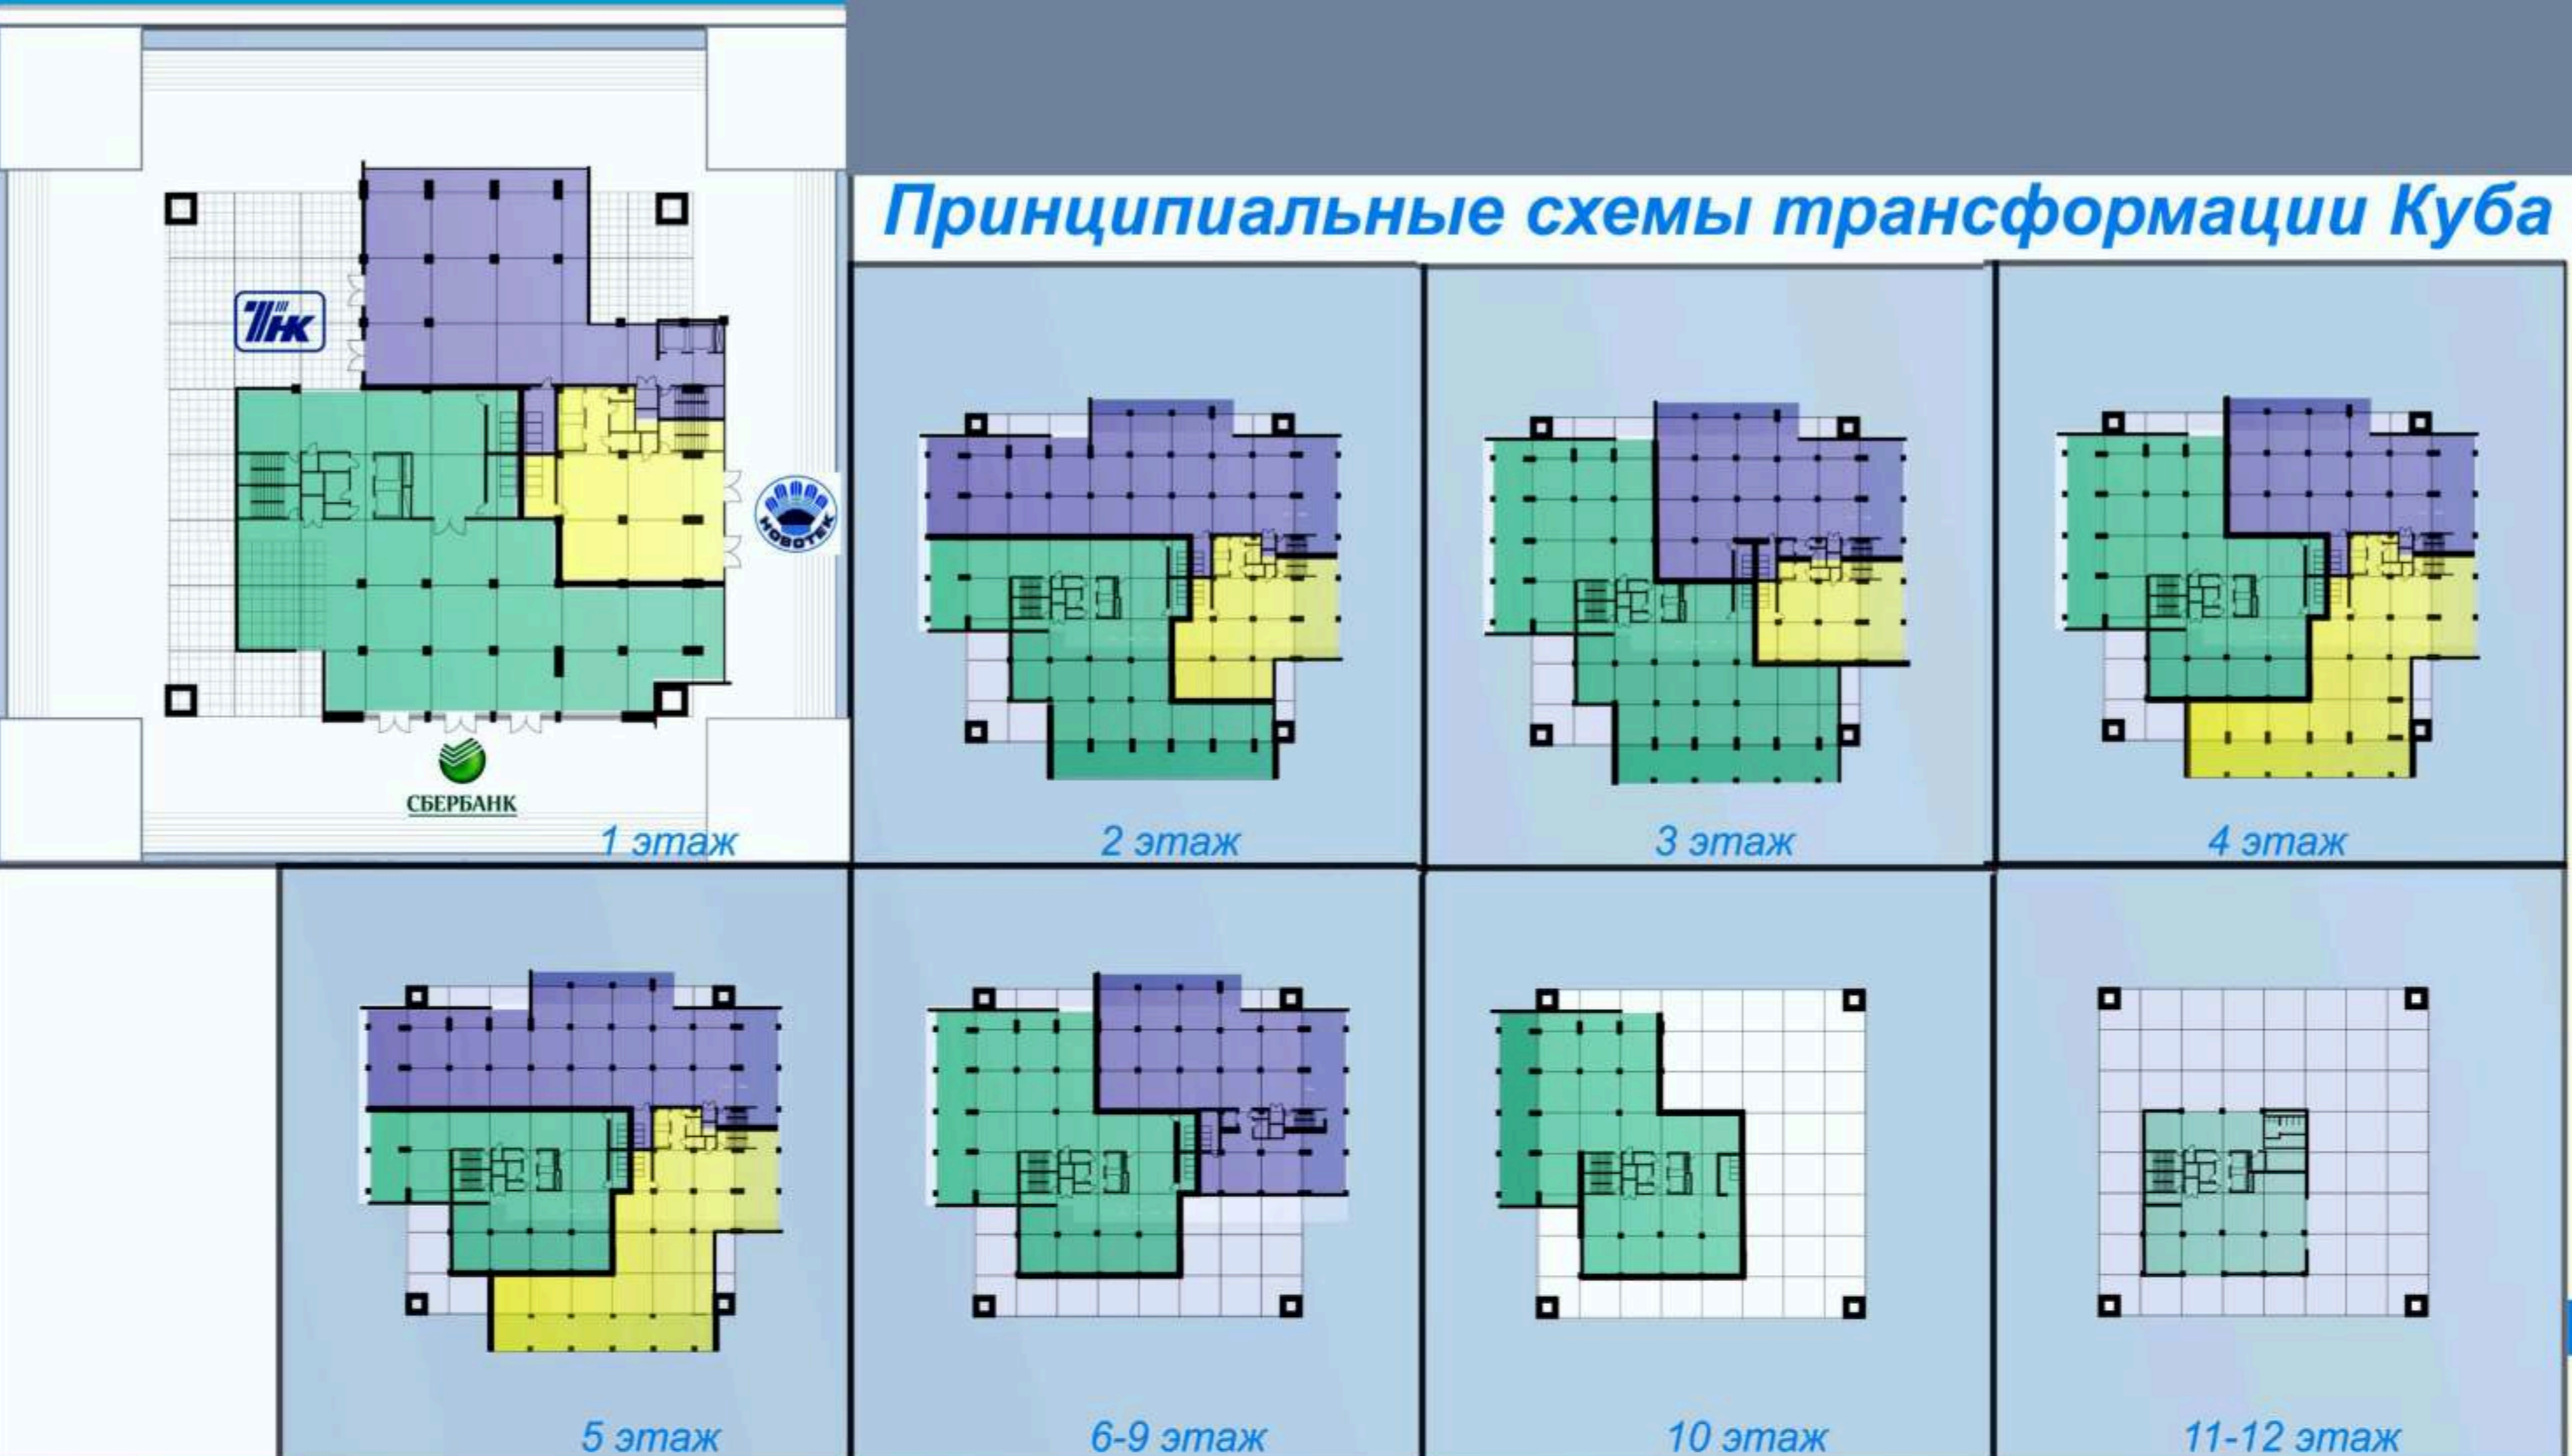 Принципиальные схемы трансформации Куба
ТНК
НОВОТЕК
СБЕРБАНК
1 этаж
2 этаж
3 этаж
4 этаж
5 этаж
6-9 этаж
10 этаж
11-12 этаж